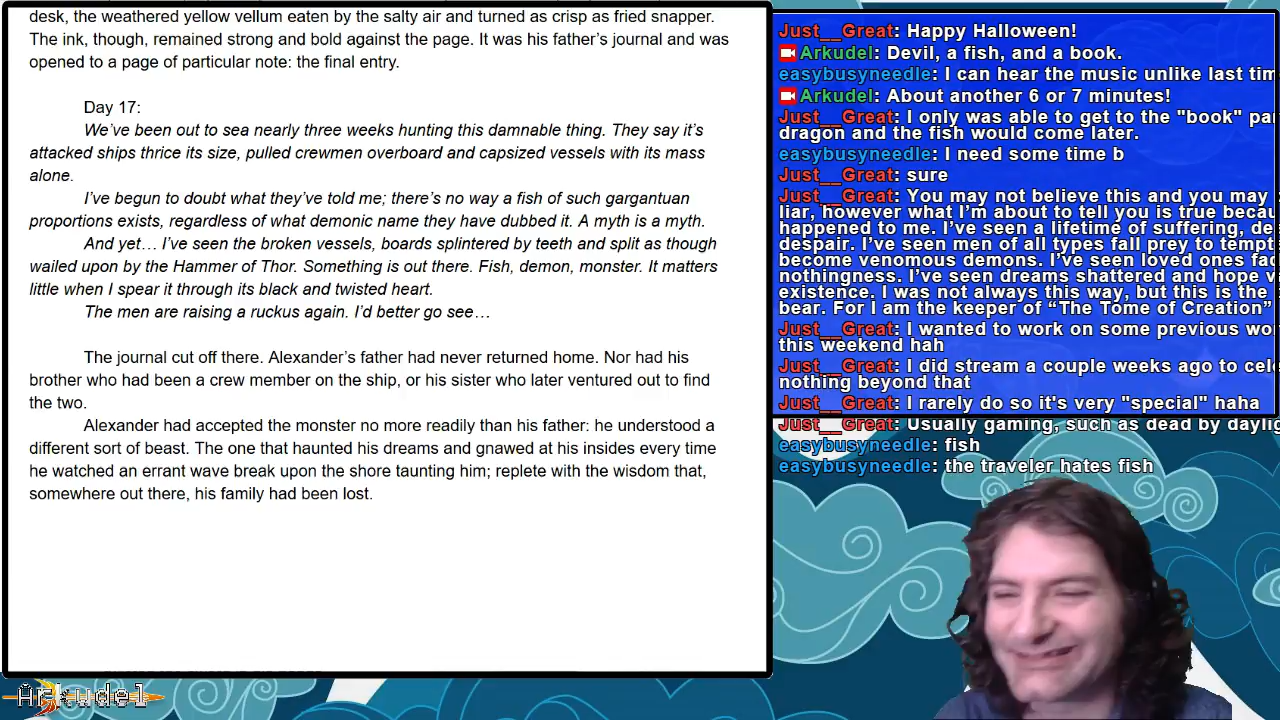 desk, the weathered yellow vellum eaten by the salty air and turned as crisp as fried snapper.
The ink, though, remained strong and bold against the page. It was his father's journal and was
opened to a page of particular note: the final entry.
Day 17:
We've been out to sea nearly three weeks hunting this damnable thing. They say it's
attacked ships thrice its size, pulled crewmen overboard and capsized vessels with its mass
alone.
I've begun to doubt what they've told me; there's no way a fish of such gargantuan
proportions exists, regardless of what demonic name they have dubbed it. A myth is a myth.
And yet… I've seen the broken vessels, boards splintered by teeth and split as though
wailed upon by the Hammer of Thor. Something is out there. Fish, demon, monster. It matters
little when I spear it through its black and twisted heart.
The men are raising a ruckus again. I'd better go see…
The journal cut off there. Alexander's father had never returned home. Nor had his
brother who had been a crew member on the ship, or his sister who later ventured out to find
the two.
Alexander had accepted the monster no more readily than his father: he understood a
different sort of beast. The one that haunted his dreams and gnawed at his insides every time
he watched an errant wave break upon the shore taunting him; replete with the wisdom that,
somewhere out there, his family had been lost.
Just__Great: Happy Halloween!
Arkudel: Devil, a fish, and a book.
easybusyneedle: I can hear the music unlike last tim
Arkudel: About another 6 or 7 minutes!
Just__Great: I only was able to get to the "book" par
dragon and the fish would come later.
easybusyneedle: I need some time b
Just__Great: sure
Just__Great: You may not believe this and you may
liar, however what I'm about to tell you is true becau
happened to me. I've seen a lifetime of suffering, de
despair. I've seen men of all types fall prey to tempt
become venomous demons. I've seen loved ones fad
nothingness. I've seen dreams shattered and hope v
existence. I was not always this way, but this is the
bear. For I am the keeper of "The Tome of Creation"
Just__Great: I wanted to work on some previous wo
this weekend hah
Just__Great: I did stream a couple weeks ago to cele
nothing beyond that
Just__Great: I rarely do so it's very "special" haha
Just__Great: Usually gaming, such as dead by daylig
easybusyneedle: fish
easybusyneedle: the traveler hates fish
Arkudel